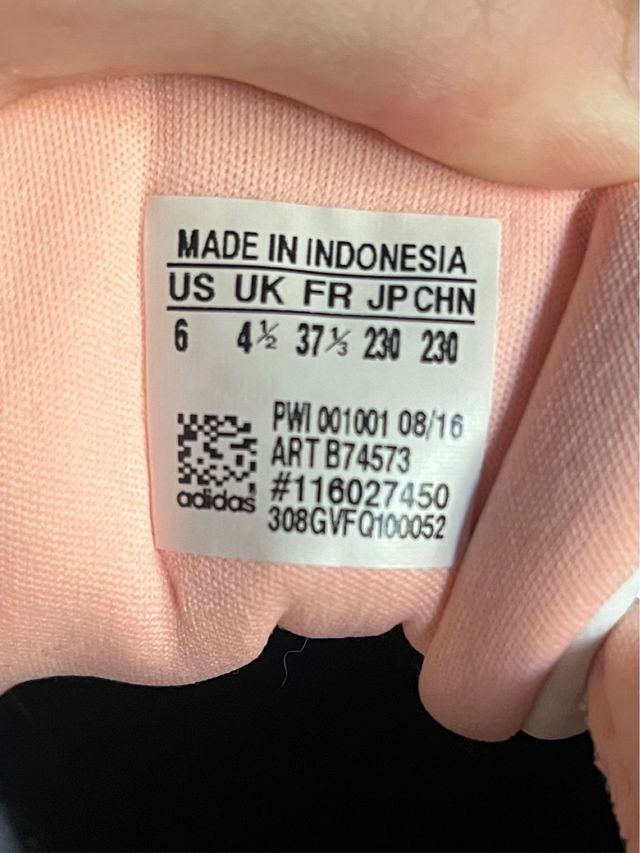 MADE IN INDONESIA
US UK FR JP CHN
6 4½ 37⅓ 230 230
PWI 001001 08/16
ART B74573
#116027450
308GVFQ100052
adidas